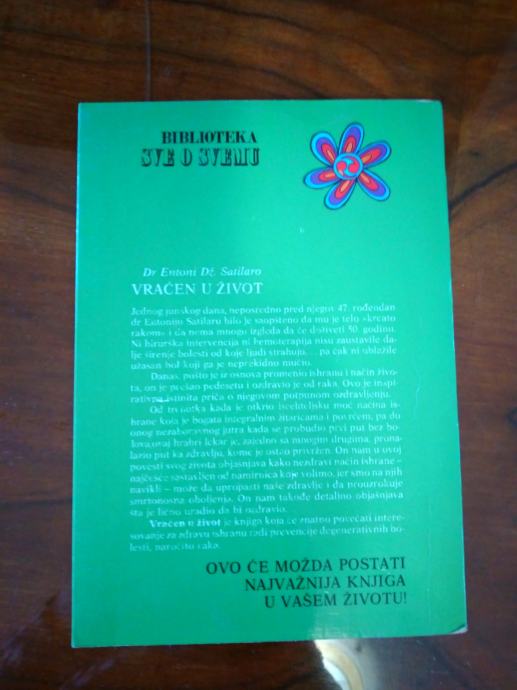 BIBLIOTEKA
SVE O SVEMU
Dr Entoni Dž. Satilaro
VRAĆEN U ŽIVOT
Jednog junskog dana, neposredno pred njegov 47. rođendan
dr Entoniju Satilaru bilo je saopšteno da mu je telo »krcato
rakom« i da nema mnogo izgleda da će doživeti 50. godinu.
Ni hirurška intervencija ni hemoterapija nisu zaustavile da-
lje širenje bolesti od koje ljudi strahuju... pa čak ni ublažile
užasan bol koji ga je neprekidno mučio.
Danas, pošto je iz osnova promenio ishranu i način živo-
ta, on je prešao pedesetu i ozdravio je od raka. Ovo je inspi-
rativna istinita priča o njegovom potpunom ozdravljenju.
Od trenutka kada je otkrio isceliteljsku moć načina is-
hrane koja je bogata integralnim žitaricama i povrćem, pa do
onog nezaboravnog jutra kada se probudio prvi put bez bo-
lova, ovaj hrabri lekar je, zajedno sa mnogim drugima, prona-
lazio put ka zdravlju, kome je ostao privržen. On nam u ovoj
povesti svog života objašnjava kako nezdravi način ishrane –
najčešće sastavljen od namirnica koje volimo, jer smo na njih
navikli – može da upropasti naše zdravlje i da prouzrokuje
smrtonosna oboljenja. On nam takođe detaljno objašnjava
šta je lično uradio da bi ozdravio.
Vraćen u život je knjiga koja će znatno povećati intere-
sovanje za zdravu ishranu radi prevencije degenerativnih bo-
lesti, naročito raka.
OVO ĆE MOŽDA POSTATI
NAJVAŽNIJA KNJIGA
U VAŠEM ŽIVOTU!